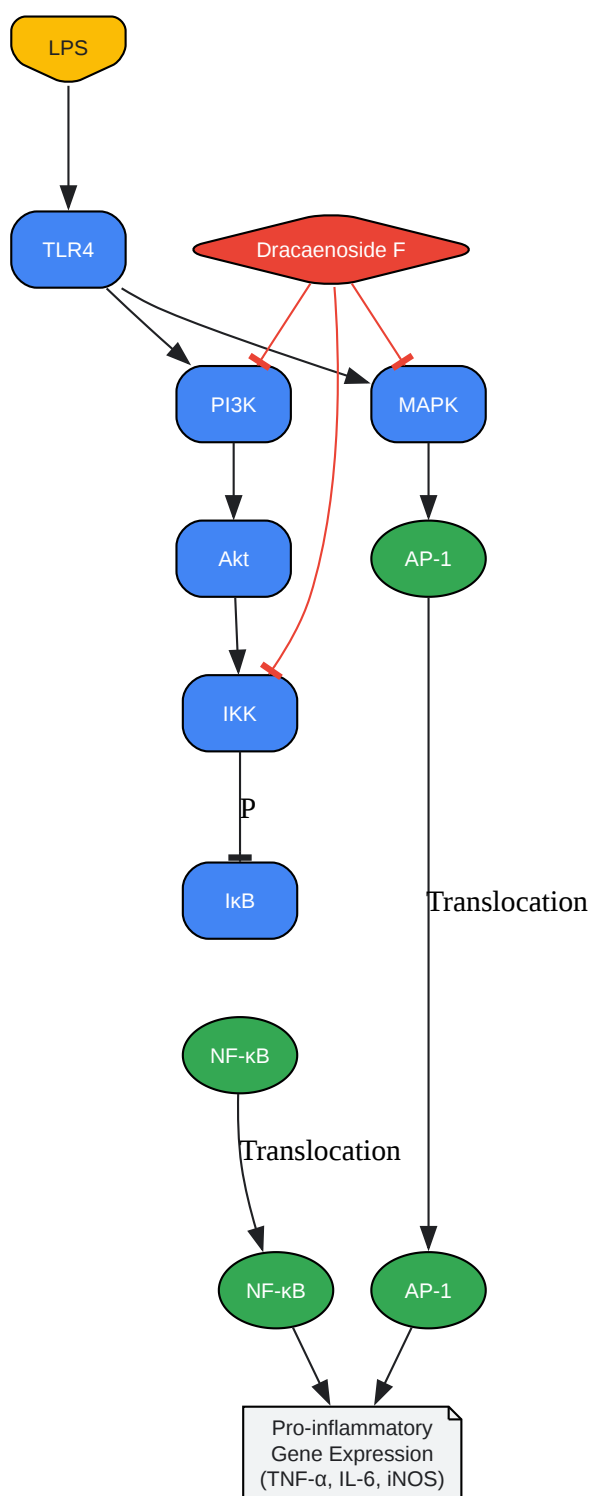 LPS
TLR4
Dracaenoside F
PI3K
MAPK
Akt
AP-1
IKK
P
IκB
Translocation
NF-κB
Translocation
NF-κB
AP-1
Pro-inflammatory
Gene Expression
(TNF-α, IL-6, iNOS)